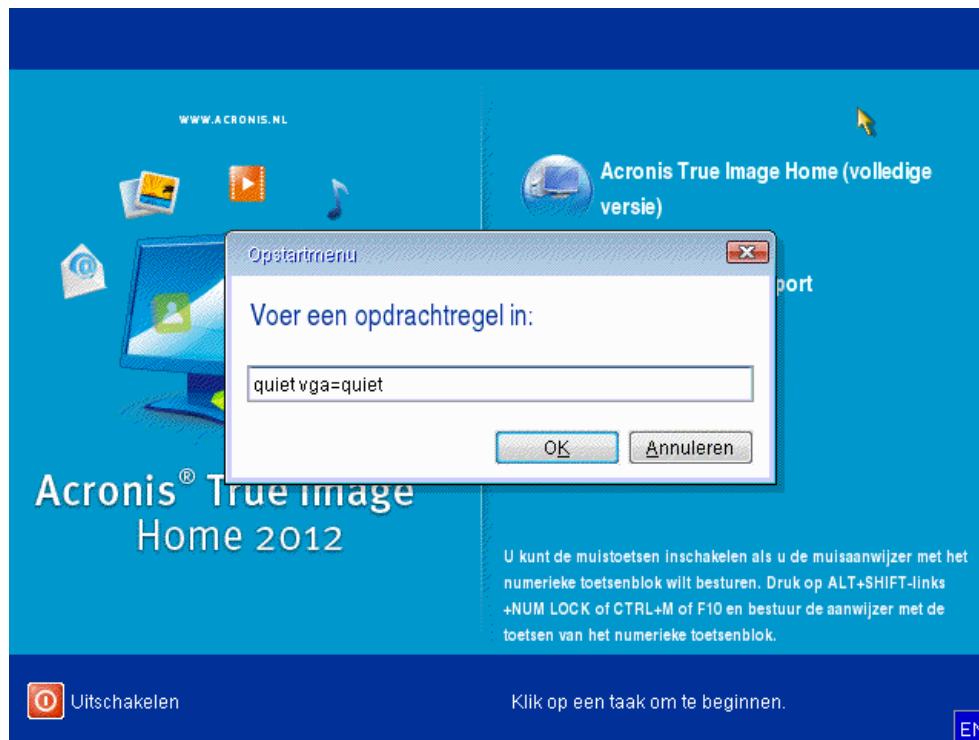 WWW.ACRONIS.NL
Acronis True Image Home (volledige
versie)
port
Opstartmenu
Voer een opdrachtregel in:
quiet vga=quiet
OK
Annuleren
Acronis® True Image
Home 2012
U kunt de muistoetsen inschakelen als u de muisaanwijzer met het
numerieke toetsenblok wilt besturen. Druk op ALT+SHIFT-links
+NUM LOCK of CTRL+M of F10 en bestuur de aanwijzer met de
toetsen van het numerieke toetsenblok.
Uitschakelen
Klik op een taak om te beginnen.
EN